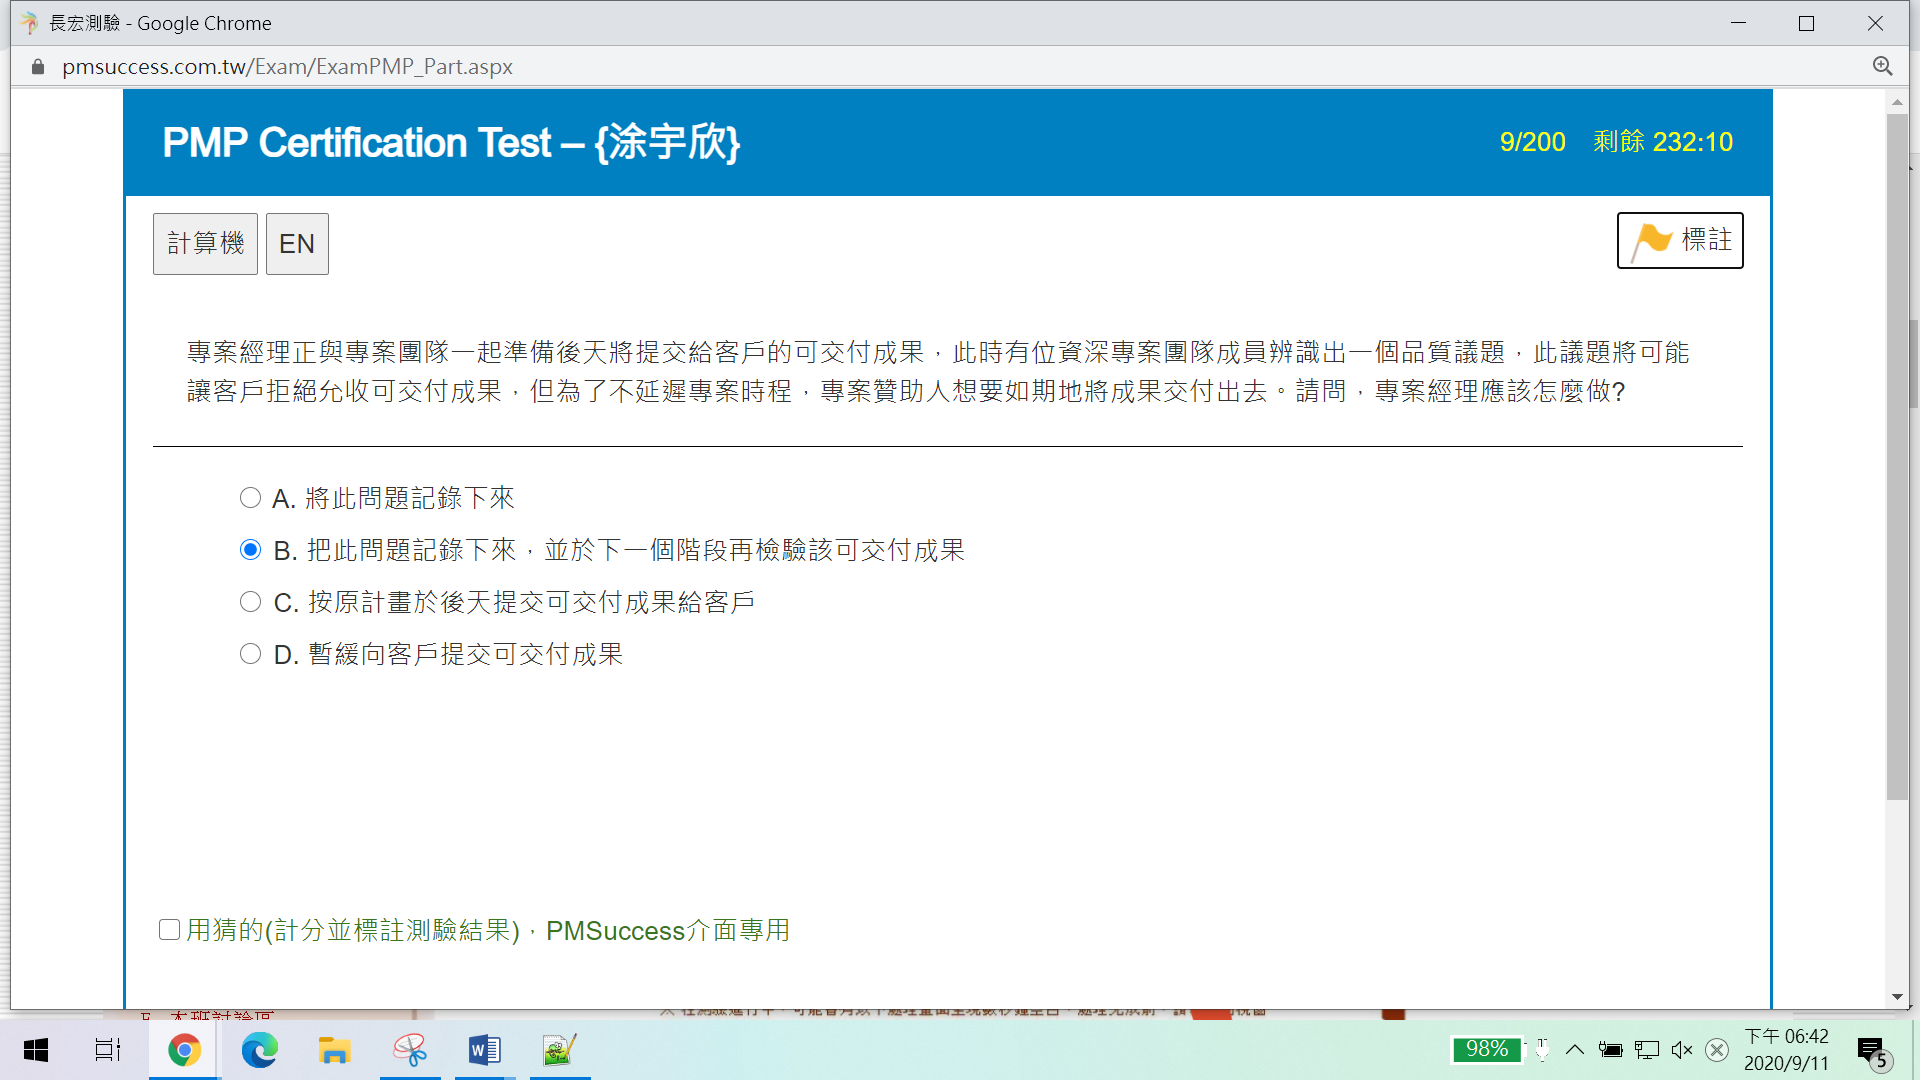 長宏測驗 - Google Chrome
pmsuccess.com.tw/Exam/ExamPMP_Part.aspx
PMP Certification Test – {涂宇欣}
9/200 剩餘 232:10
計算機 EN
標註
專案經理正與專案團隊一起準備後天將提交給客戶的可交付成果，此時有位資深專案團隊成員辨識出一個品質議題，此議題將可能
讓客戶拒絕允收可交付成果，但為了不延遲專案時程，專案贊助人想要如期地將成果交付出去。請問，專案經理應該怎麼做?
A. 將此問題記錄下來
B. 把此問題記錄下來，並於下一個階段再檢驗該可交付成果
C. 按原計畫於後天提交可交付成果給客戶
D. 暫緩向客戶提交可交付成果
用猜的(計分並標註測驗結果)，PMSuccess介面專用
98%
下午 06:42
2020/9/11
5